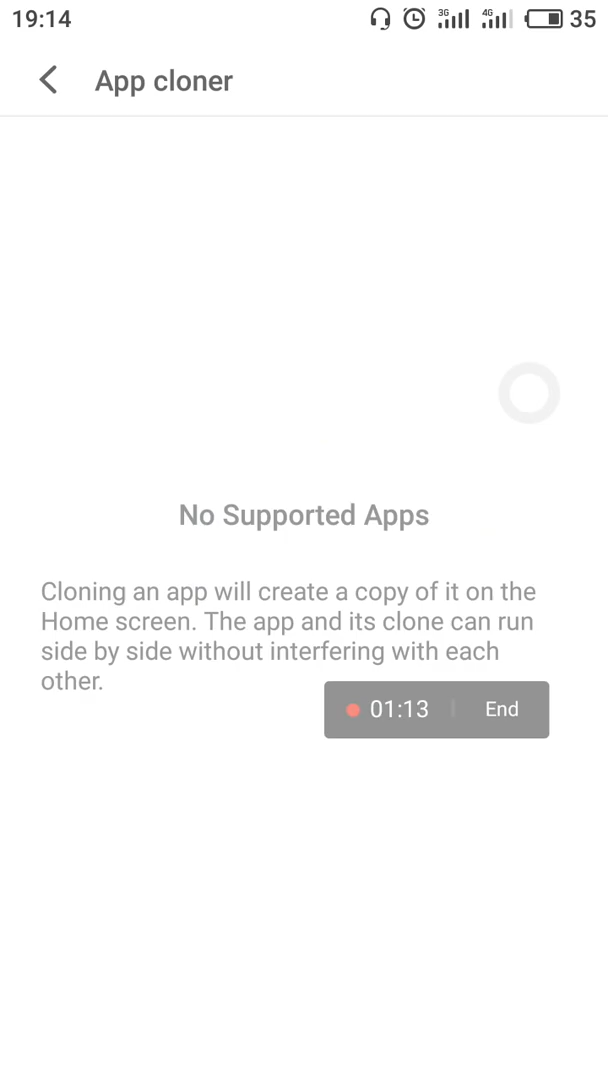 19:14 3G 4G 35
App cloner
No Supported Apps
Cloning an app will create a copy of it on the
Home screen. The app and its clone can run
side by side without interfering with each
other.
01:13 End